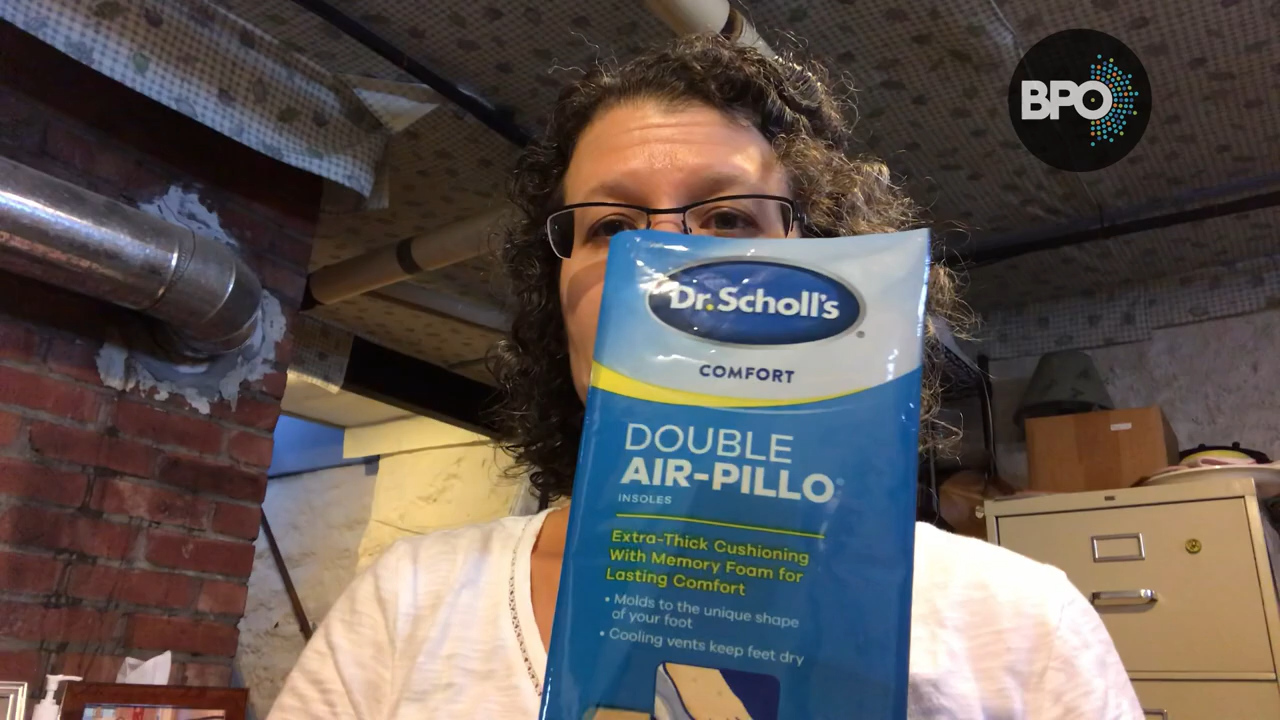 BPO
Dr.Scholl's
COMFORT
DOUBLE
AIR-PILLO®
INSOLES
Extra-Thick Cushioning
With Memory Foam for
Lasting Comfort
• Molds to the unique shape
of your foot
• Cooling vents keep feet dry